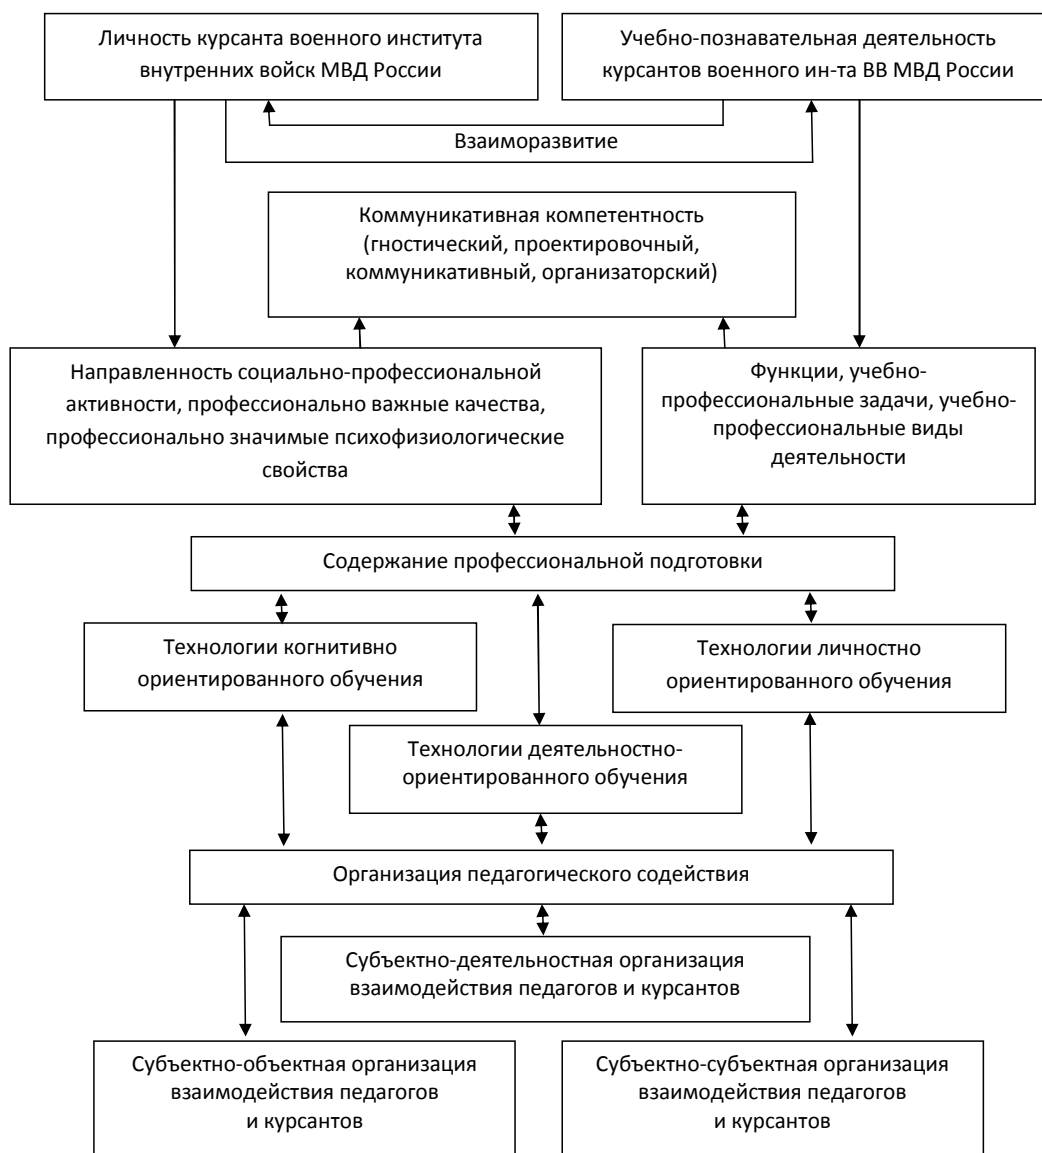 Личность курсанта военного института
внутренних войск МВД России
Учебно-познавательная деятельность
курсантов военного ин-та ВВ МВД России
Взаиморазвитие
Коммуникативная компетентность
(гностический, проектировочный,
коммуникативный, организаторский)
Направленность социально-профессиональной
активности, профессионально важные качества,
профессионально значимые психофизиологические
свойства
Функции, учебно-
профессиональные задачи, учебно-
профессиональные виды
деятельности
Содержание профессиональной подготовки
Технологии когнитивно
ориентированного обучения
Технологии личностно
ориентированного обучения
Технологии деятельностно-
ориентированного обучения
Организация педагогического содействия
Субъектно-деятельностная организация
взаимодействия педагогов и курсантов
Субъектно-объектная организация
взаимодействия педагогов
и курсантов
Субъектно-субъектная организация
взаимодействия педагогов
и курсантов